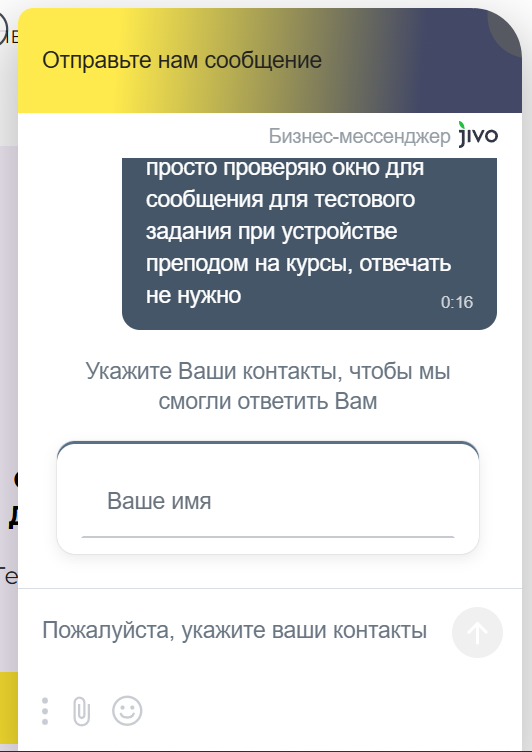 Отправьте нам сообщение
Бизнес-мессенджер jivo
просто проверяю окно для
сообщения для тестового
задания при устройстве
преподом на курсы, отвечать
не нужно
0:16
Укажите Ваши контакты, чтобы мы
смогли ответить Вам
Ваше имя
Пожалуйста, укажите ваши контакты